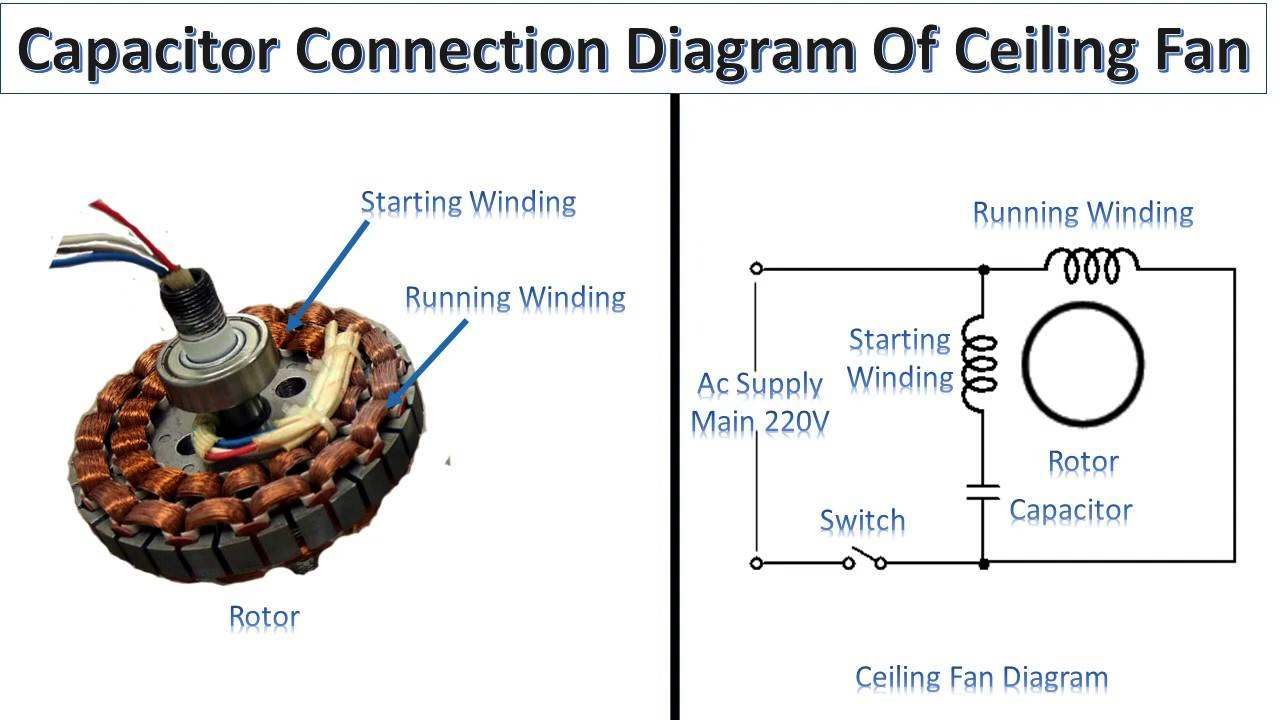 Capacitor Connection Diagram Of Ceiling Fan
Starting Winding
Running Winding
Rotor
Running Winding
Starting
Winding
Ac Supply
Main 220V
Rotor
Capacitor
Switch
Ceiling Fan Diagram